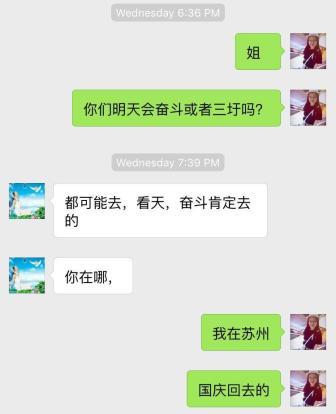 Wednesday 6:36 PM
姐
你们明天会奋斗或者三圩吗?
Wednesday 7:39 PM
都可能去，看天，奋斗肯定去
的
你在哪，
我在苏州
国庆回去的